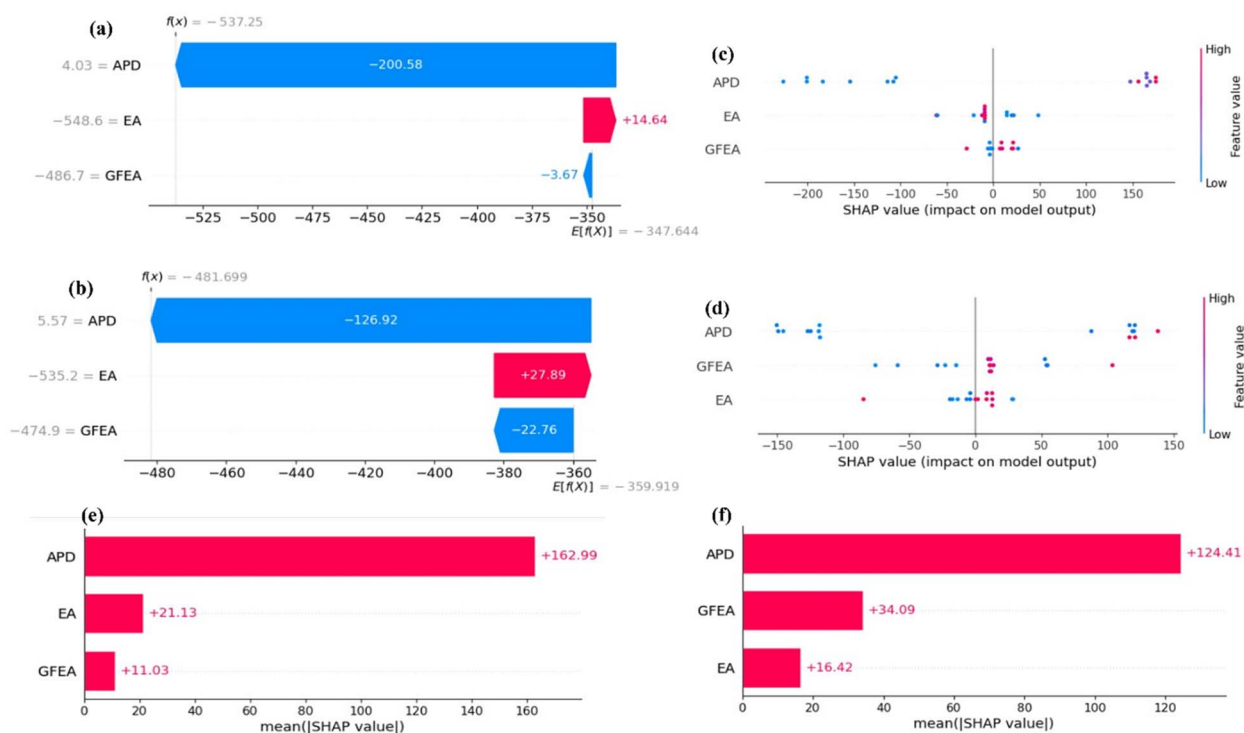 (a)
f(x) = −537.25
4.03 = APD
−200.58
−548.6 = EA
+14.64
−486.7 = GFEA
−3.67
−525 −500 −475 −450 −425 −400 −375 −350
E[f(X)] = −347.644
(c)
High
APD
EA
GFEA
Feature value
Low
−200 −150 −100 −50 0 50 100 150
SHAP value (impact on model output)
(b)
f(x) = −481.699
5.57 = APD
−126.92
−535.2 = EA
+27.89
−474.9 = GFEA
−22.76
−480 −460 −440 −420 −400 −380 −360
E[f(X)] = −359.919
(d)
High
APD
GFEA
EA
Feature value
Low
−150 −100 −50 0 50 100 150
SHAP value (impact on model output)
(e)
APD
+162.99
EA
+21.13
GFEA
+11.03
0 20 40 60 80 100 120 140 160
mean(|SHAP value|)
(f)
APD
+124.41
GFEA
+34.09
EA
+16.42
0 20 40 60 80 100 120
mean(|SHAP value|)